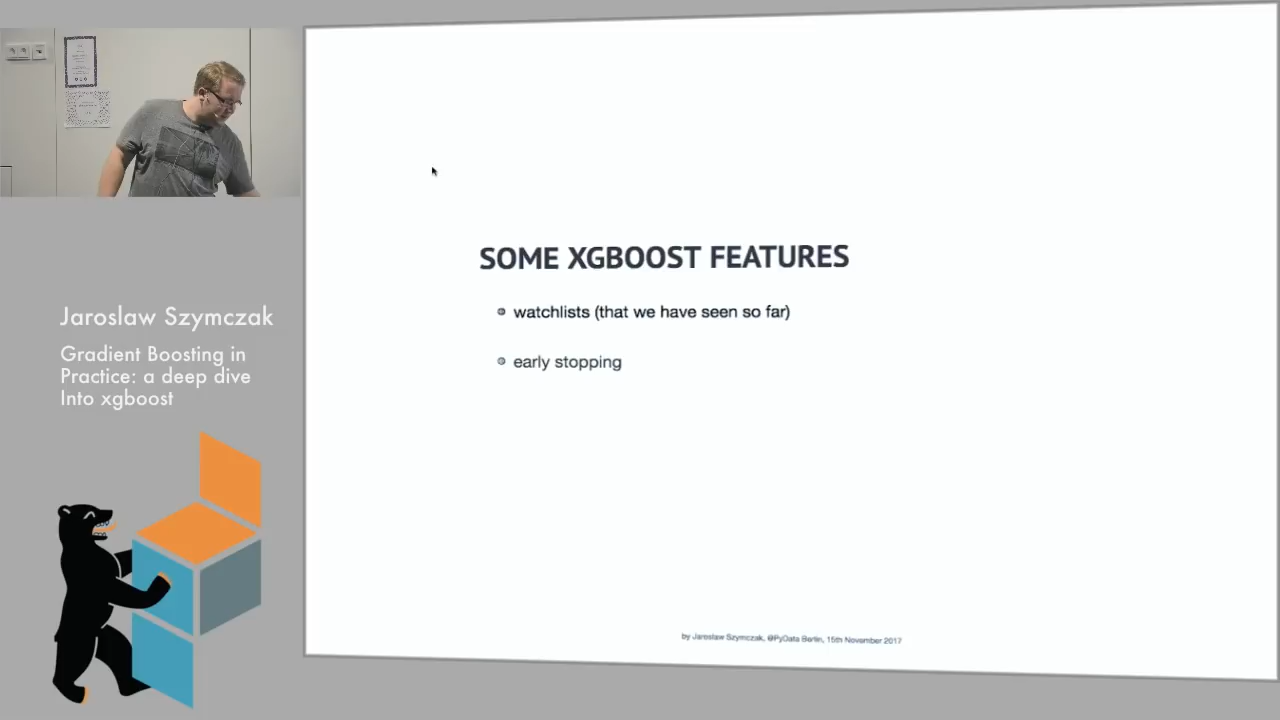 Jaroslaw Szymczak
Gradient Boosting in
Practice: a deep dive
Into xgboost
SOME XGBOOST FEATURES
watchlists (that we have seen so far)
early stopping
by Jaroslaw Szymczak, @PyData Berlin, 15th November 2017